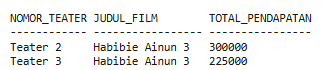 NOMOR_TEATER JUDUL_FILM TOTAL_PENDAPATAN
------------ ---------------- ----------------
Teater 2 Habibie Ainun 3 300000
Teater 3 Habibie Ainun 3 225000